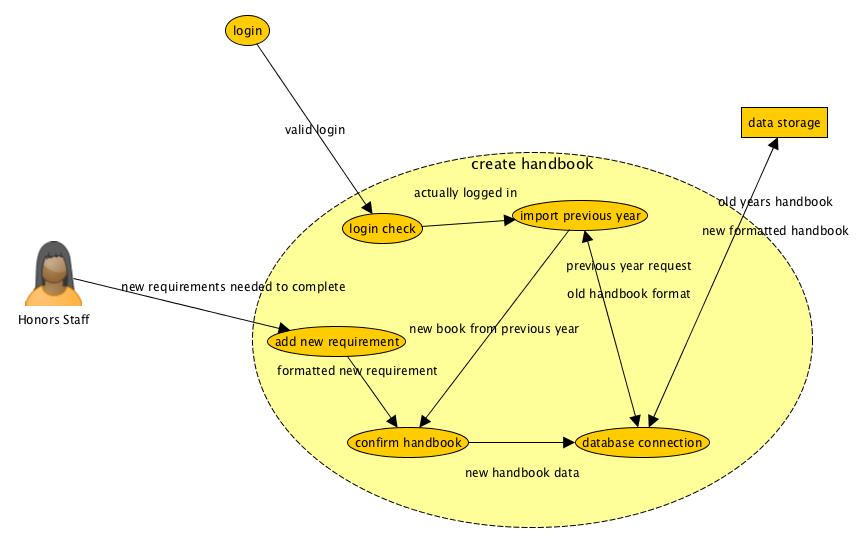 login
valid login
data storage
create handbook
actually logged in
old years handbook
import previous year
login check
new formatted handbook
previous year request
new requirements needed to complete
old handbook format
Honors Staff
new book from previous year
add new requirement
formatted new requirement
confirm handbook
database connection
new handbook data